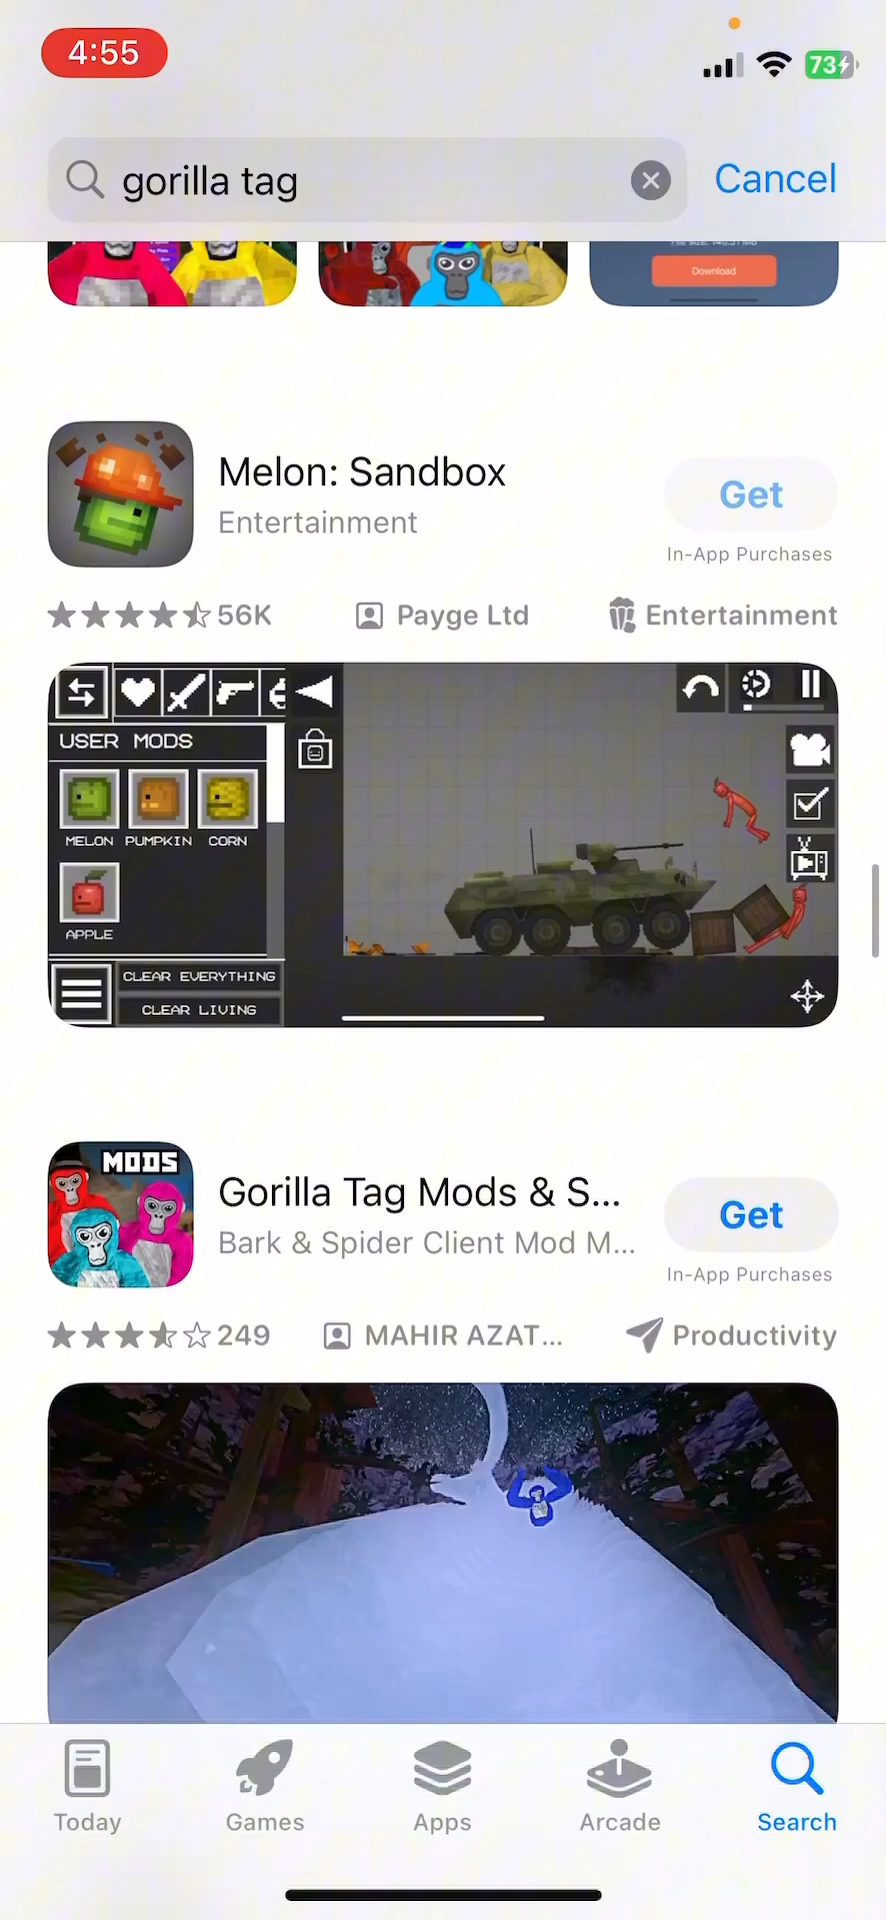 4:55
73
gorilla tag
Cancel
Download
Melon: Sandbox
Entertainment
Get
In-App Purchases
56K
Payge Ltd
Entertainment
USER MODS
MELON PUMPKIN CORN
APPLE
CLEAR EVERYTHING
CLEAR LIVING
MODS
Gorilla Tag Mods & S...
Bark & Spider Client Mod M...
Get
In-App Purchases
249
MAHIR AZAT...
Productivity
Today
Games
Apps
Arcade
Search